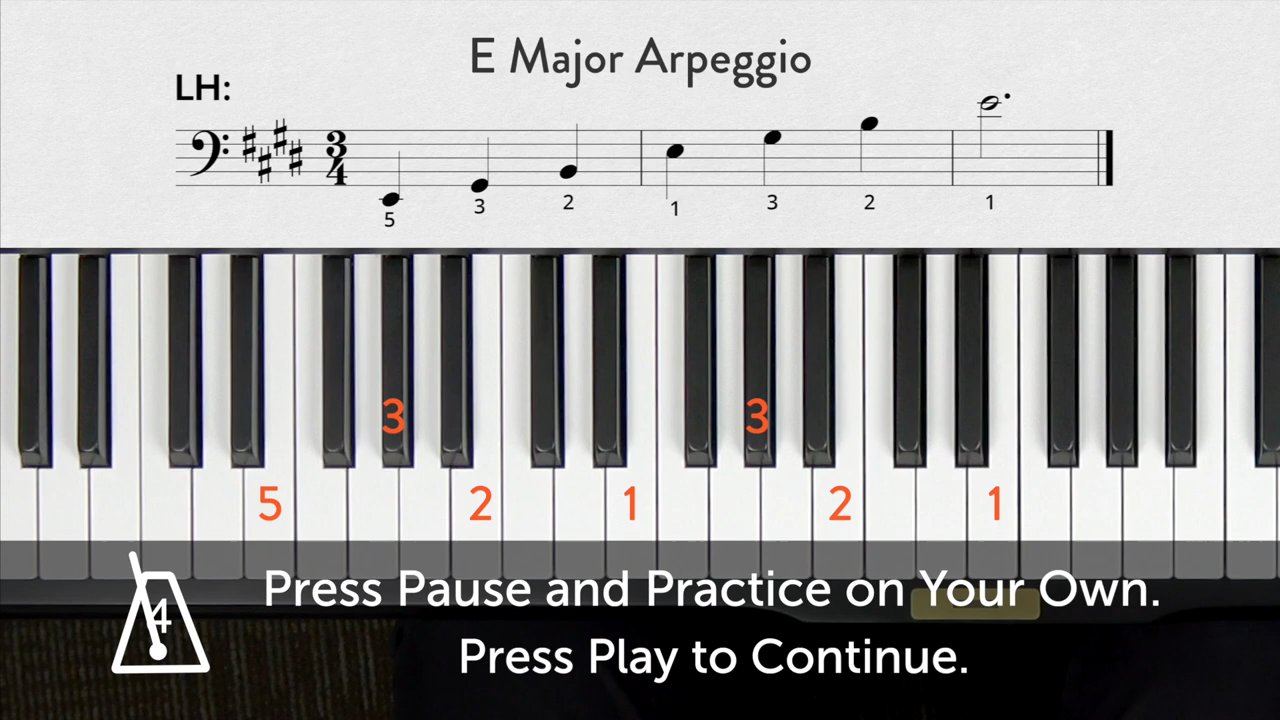 E Major Arpeggio
LH:
3
4
5 3 2 1 3 2 1
3 3
5 2 1 2 1
Press Pause and Practice on Your Own.
4
Press Play to Continue.